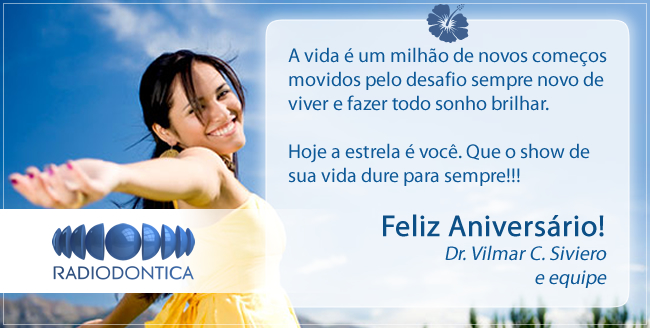 A vida é um milhão de novos começos
movidos pelo desafio sempre novo de
viver e fazer todo sonho brilhar.
Hoje a estrela é você. Que o show de
sua vida dure para sempre!!!
Feliz Aniversário!
Dr. Vilmar C. Siviero
e equipe
RADIODONTICA